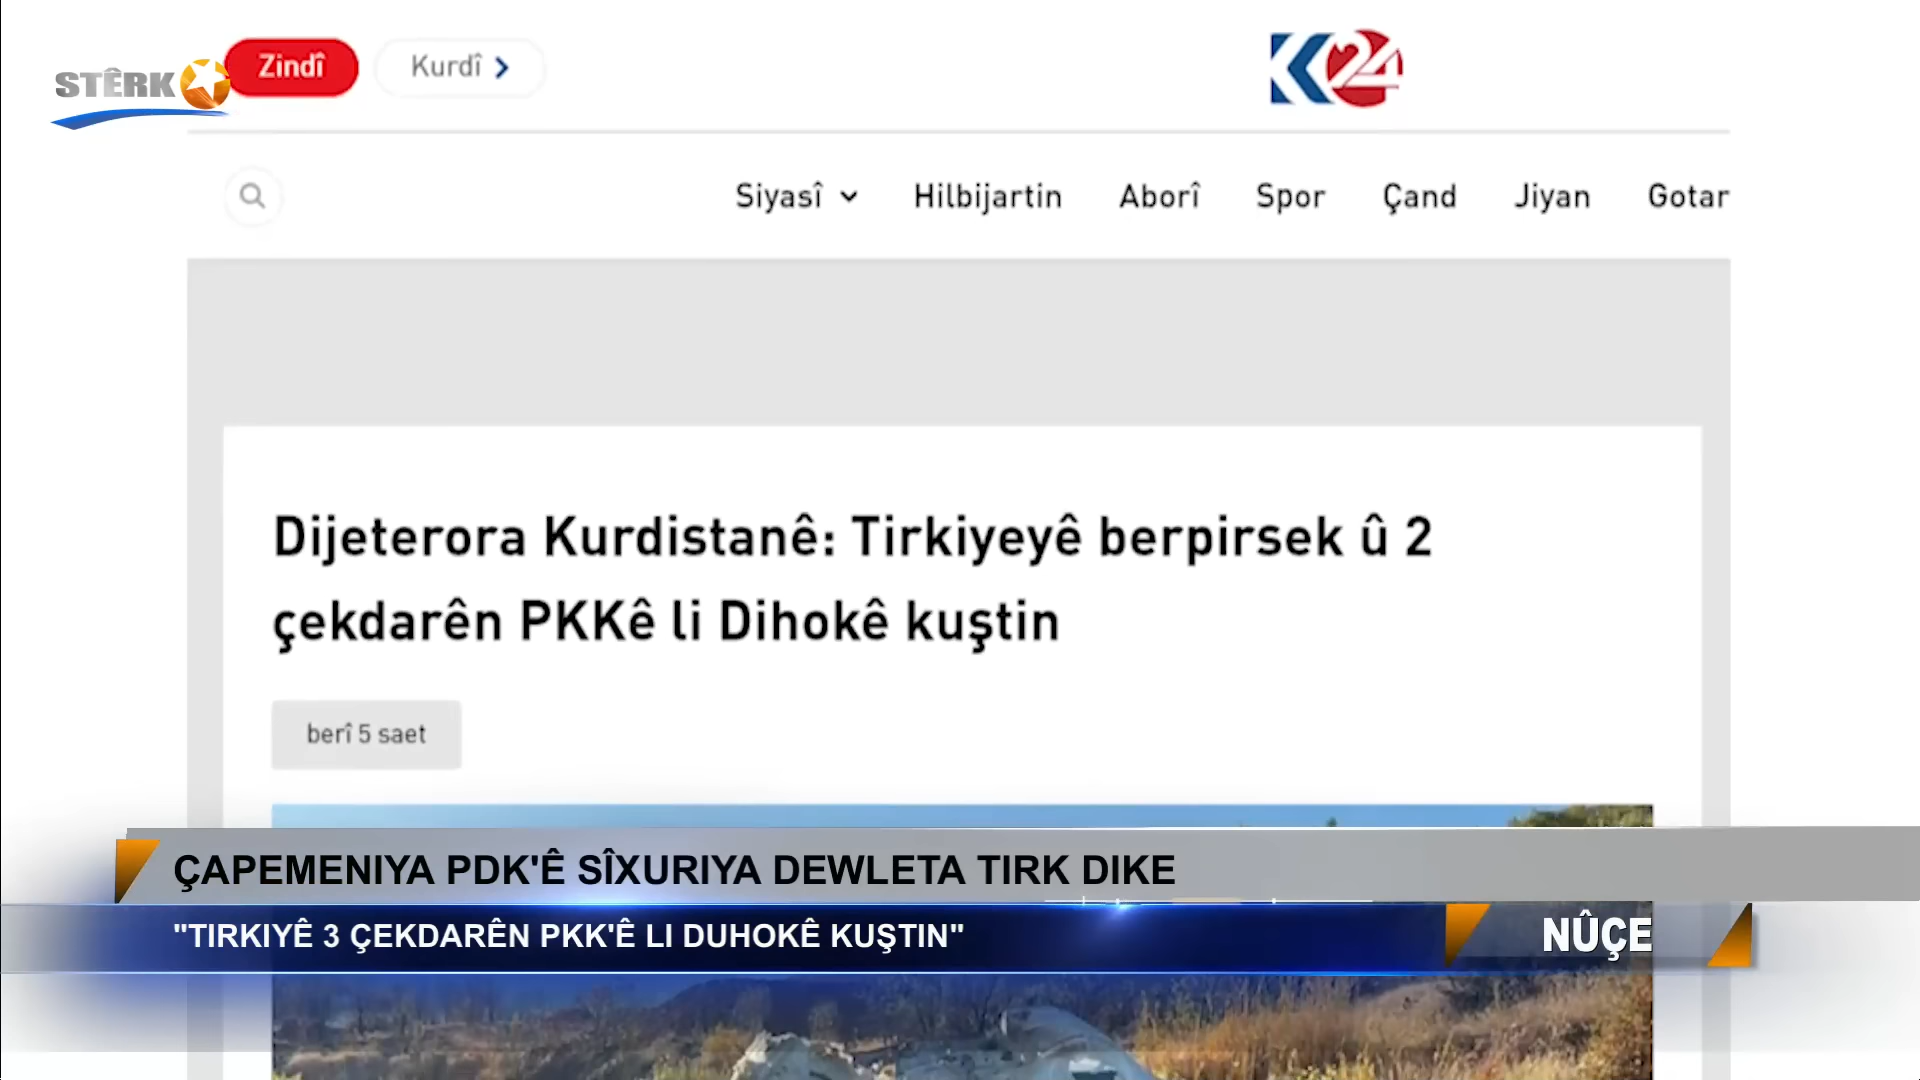 STÊRK
Zindî
Kurdî
K24
Siyasî
Hilbijartin
Aborî
Spor
Çand
Jiyan
Gotar
Dijeterora Kurdistanê: Tirkiyeyê berpirsek û 2
çekdarên PKKê li Dihokê kuştin
berî 5 saet
ÇAPEMENIYA PDK'Ê SÎXURIYA DEWLETA TIRK DIKE
"TIRKIYÊ 3 ÇEKDARÊN PKK'Ê LI DUHOKÊ KUŞTIN"
NÛÇE